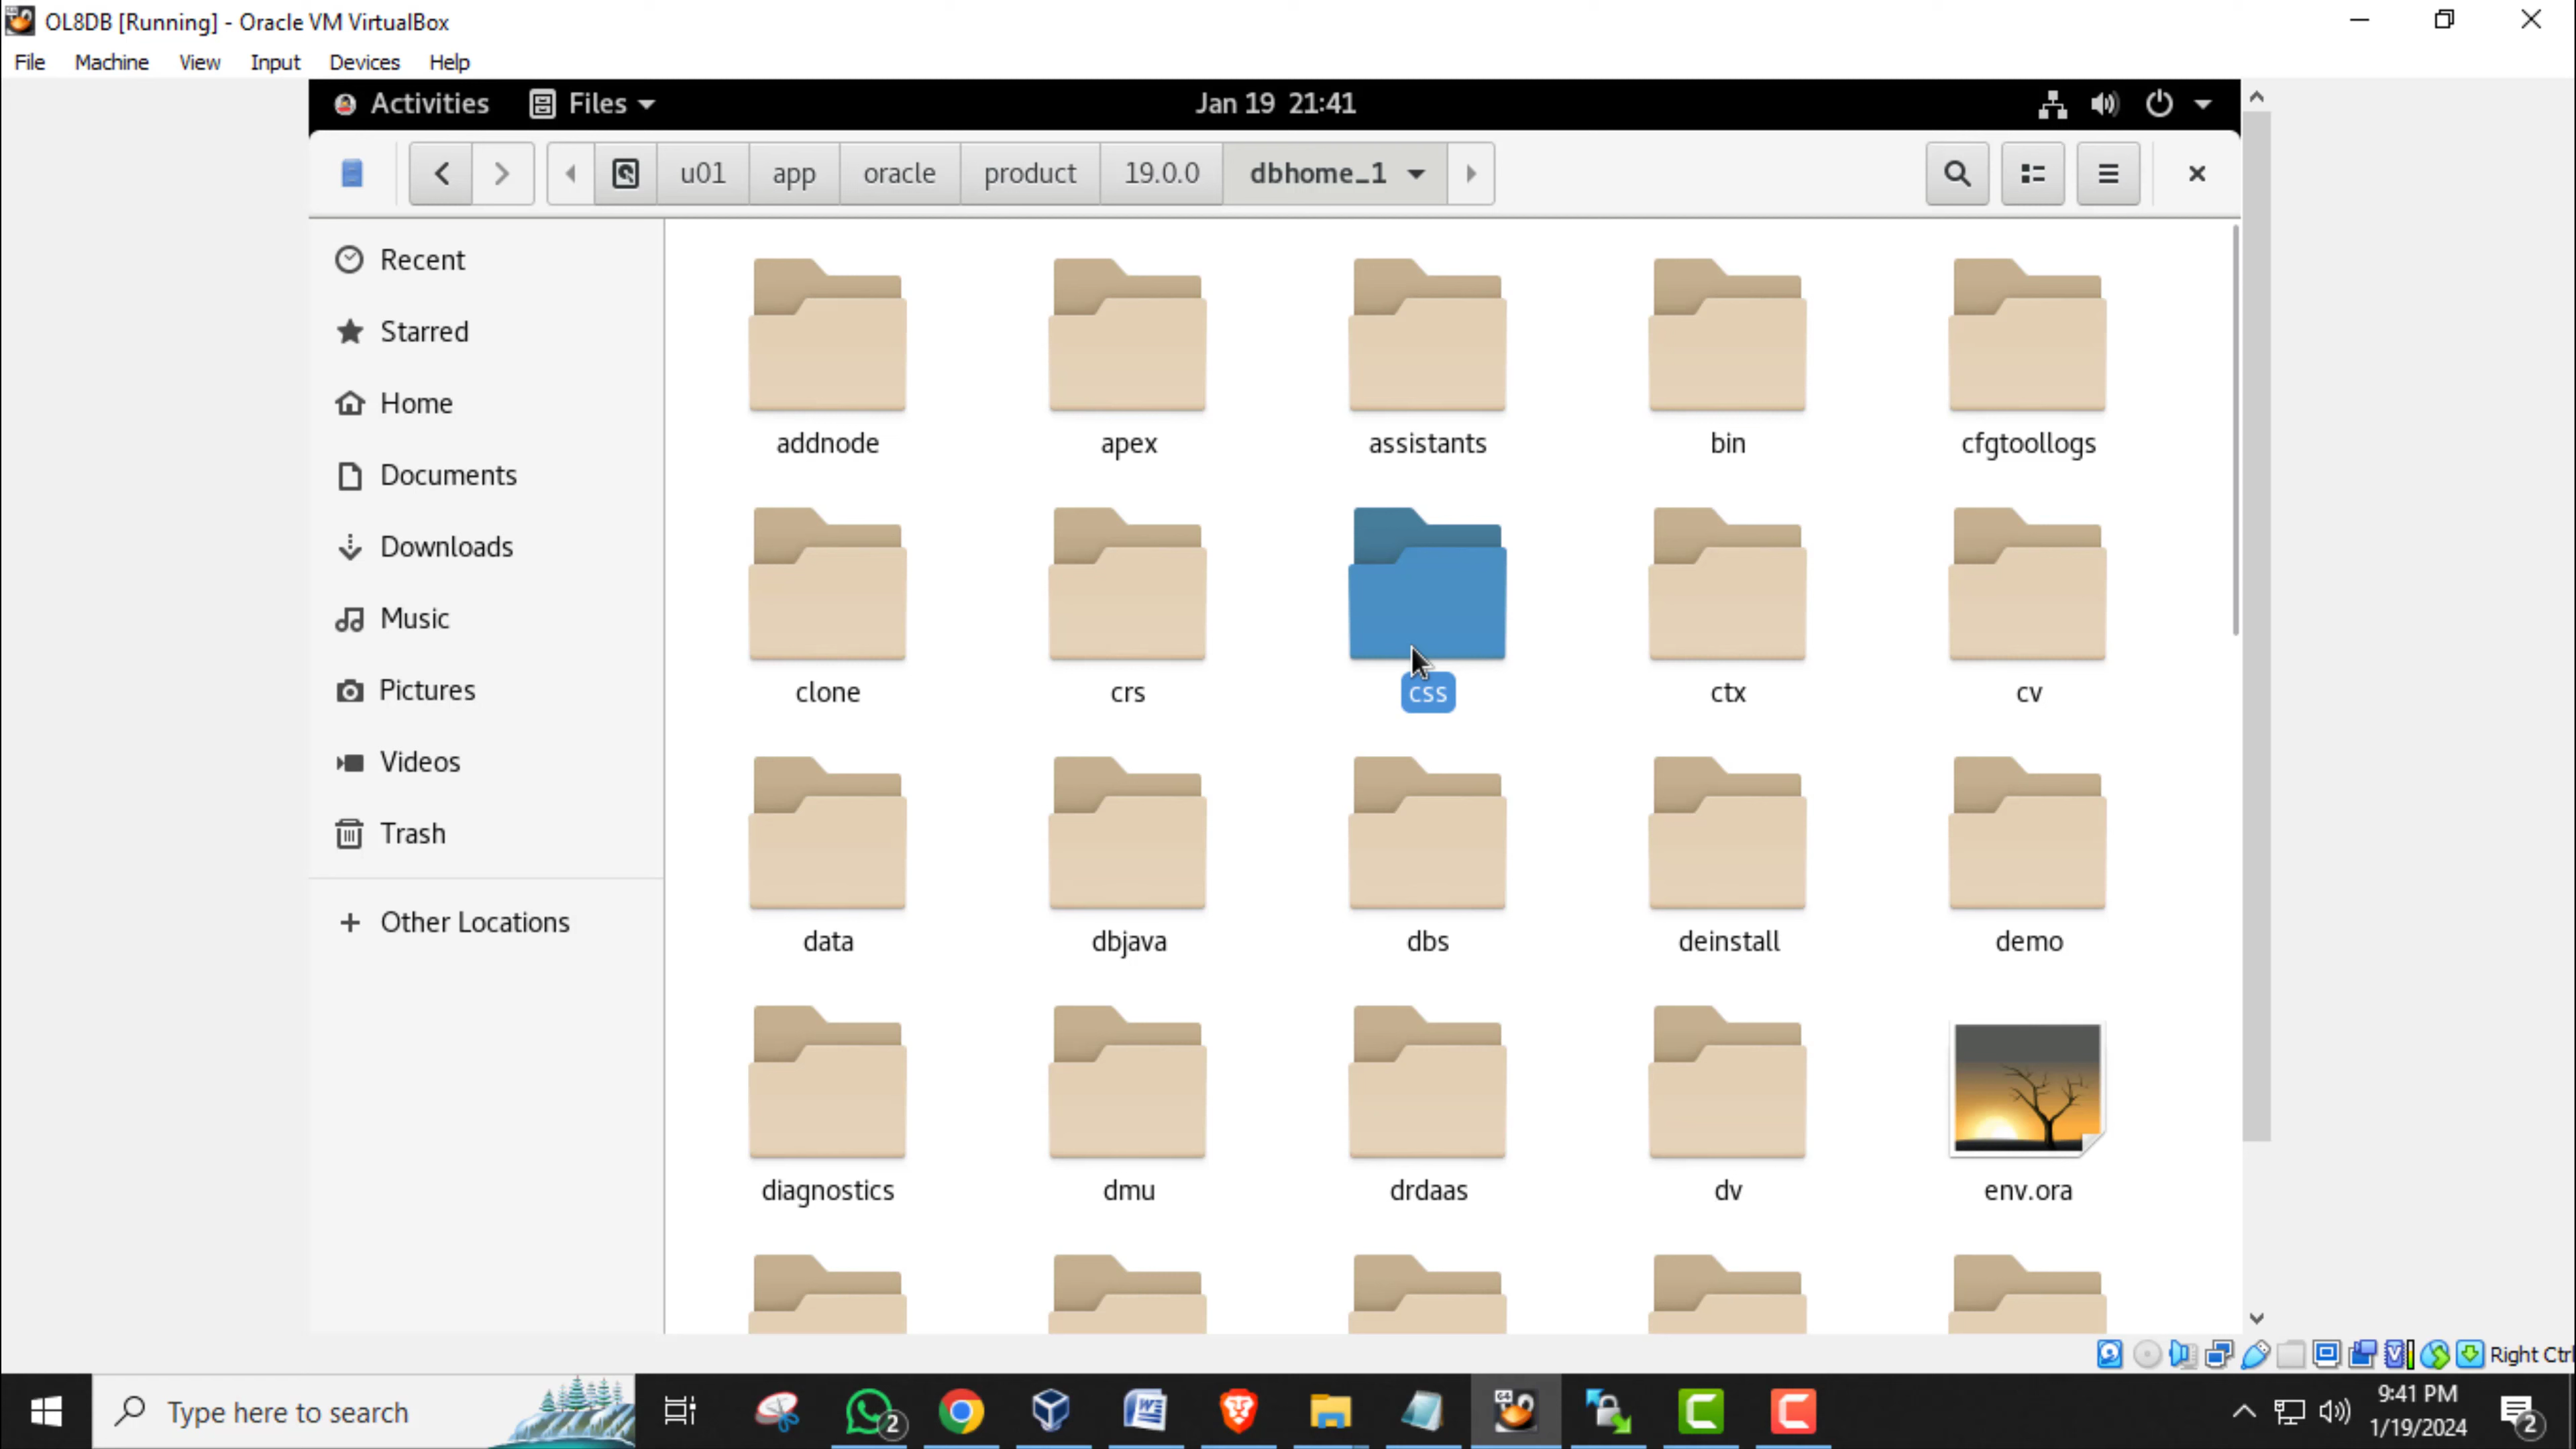 OL8DB [Running] - Oracle VM VirtualBox
File Machine View Input Devices Help
Activities Files Jan 19 21:41
u01 app oracle product 19.0.0 dbhome_1
Recent
Starred
Home
Documents
Downloads
Music
Pictures
Videos
Trash
Other Locations
addnode apex assistants bin cfgtoollogs
clone crs css ctx cv
data dbjava dbs deinstall demo
diagnostics dmu drdaas dv env.ora
Right Ctrl
Type here to search
2
64
9:41 PM
1/19/2024
2